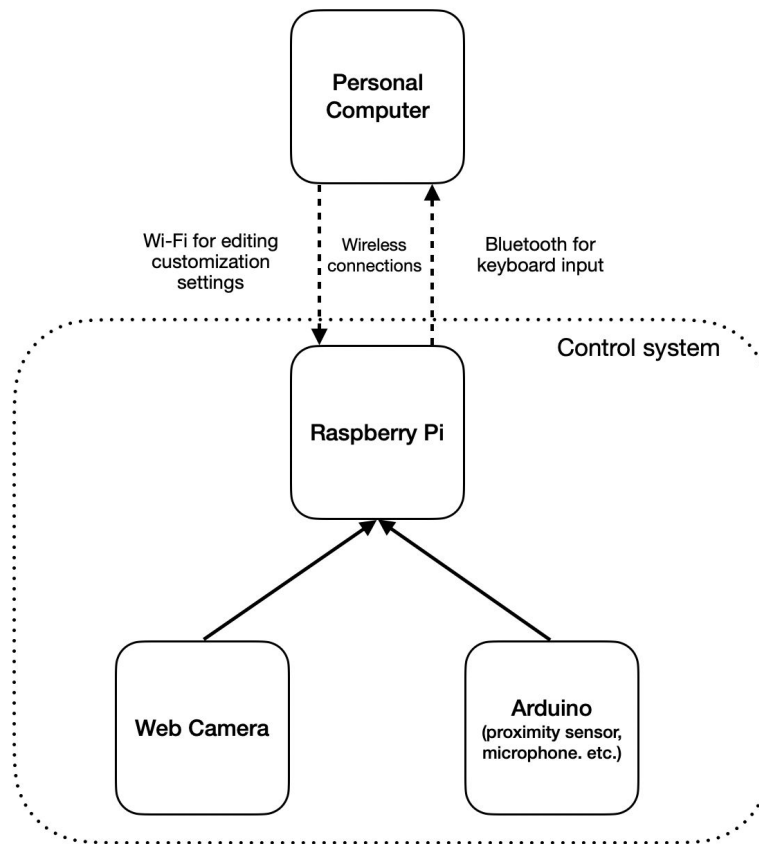 Personal
Computer
Wi-Fi for editing
customization
settings
Wireless
connections
Bluetooth for
keyboard input
Control system
Raspberry Pi
Web Camera
Arduino
(proximity sensor,
microphone. etc.)